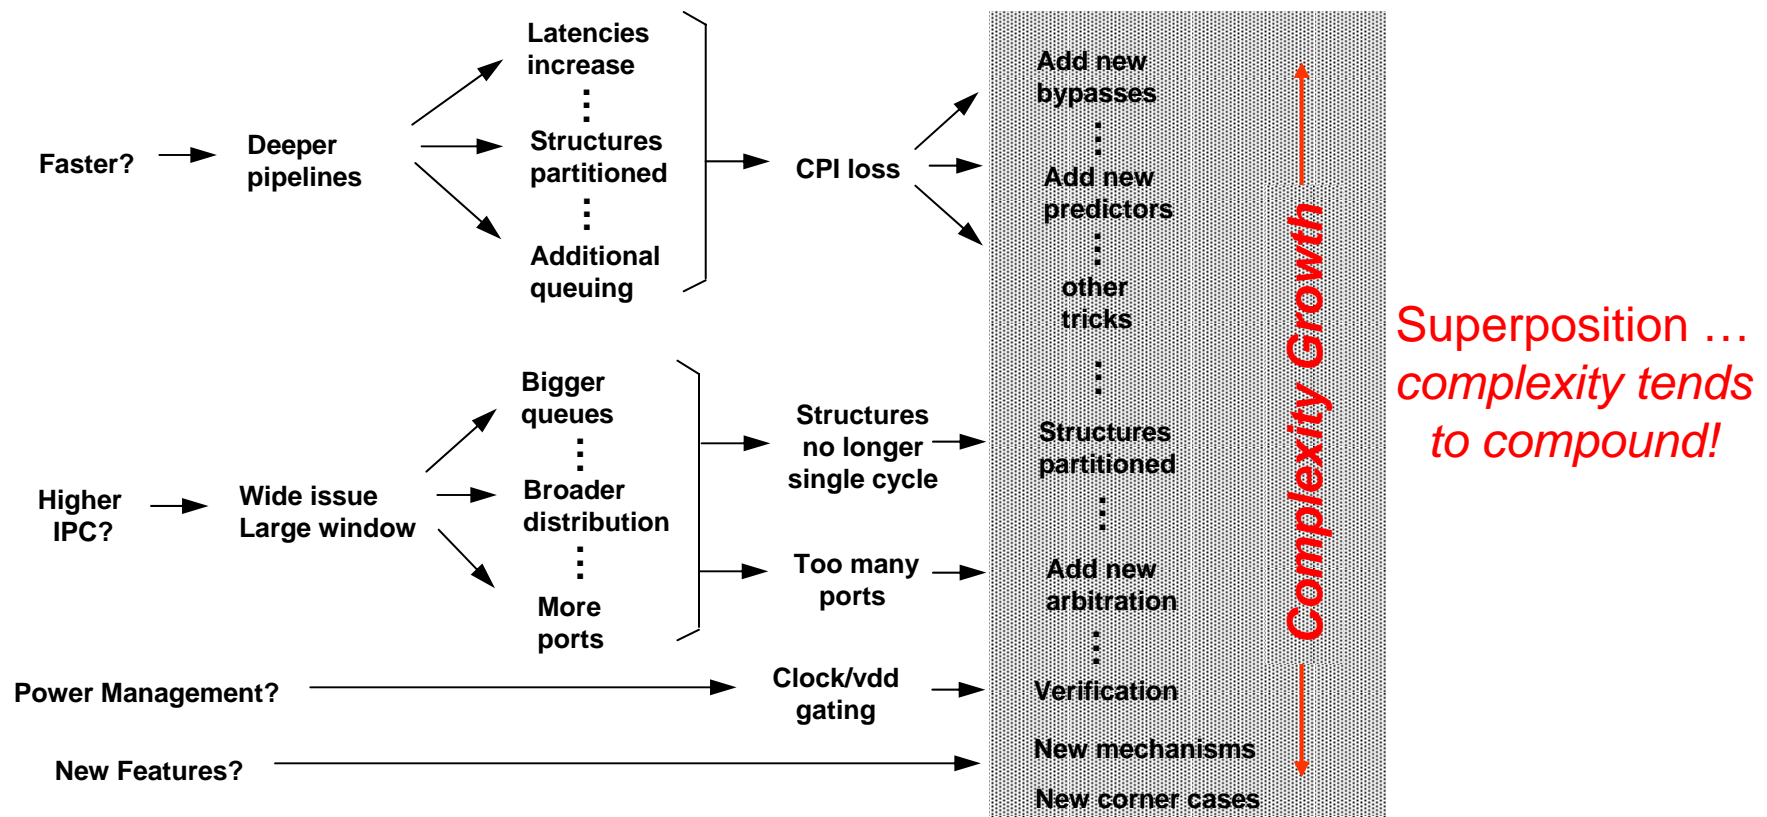 Faster?
Deeper
pipelines
Latencies
increase
Structures
partitioned
Additional
queuing
CPI loss
Add new
bypasses
Add new
predictors
other
tricks
Higher
IPC?
Wide issue
Large window
Bigger
queues
Broader
distribution
More
ports
Structures
no longer
single cycle
Too many
ports
Structures
partitioned
Add new
arbitration
Power Management?
Clock/vdd
gating
Verification
New Features?
New mechanisms
New corner cases
Complexity Growth
Superposition …
complexity tends
to compound!